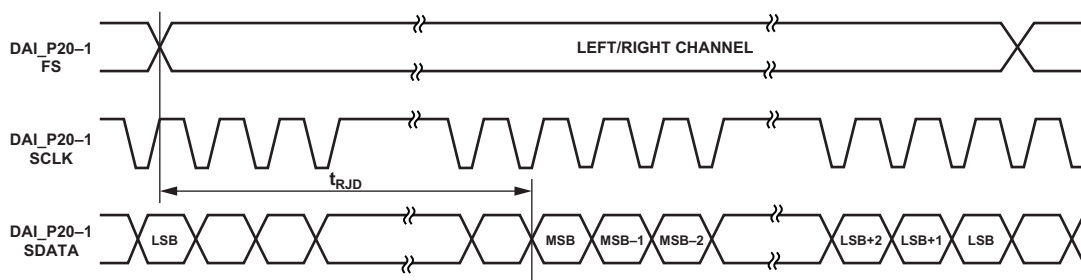 DAI_P20–1
FS
LEFT/RIGHT CHANNEL
DAI_P20–1
SCLK
tRJD
DAI_P20–1
SDATA
LSB
MSB
MSB–1
MSB–2
LSB+2
LSB+1
LSB